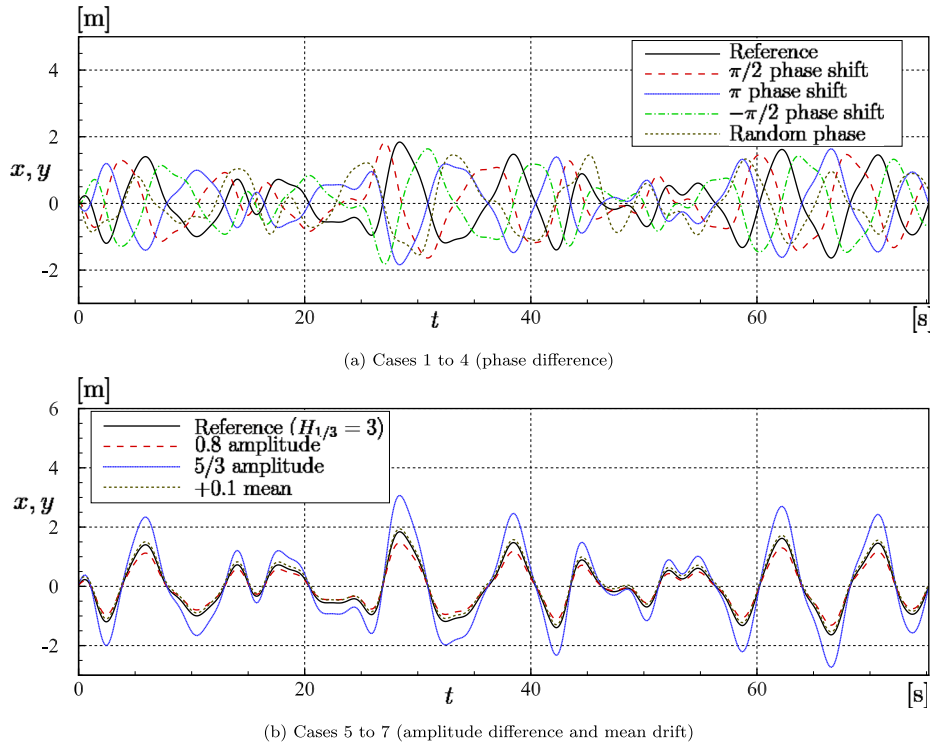 [m]
4
2
0
-2
x, y
Reference
π/2 phase shift
π phase shift
−π/2 phase shift
Random phase
0
20
40
60
t
[s]
(a) Cases 1 to 4 (phase difference)
[m]
6
4
2
0
-2
x, y
Reference (H1/3 = 3)
0.8 amplitude
5/3 amplitude
+0.1 mean
0
20
40
60
t
[s]
(b) Cases 5 to 7 (amplitude difference and mean drift)